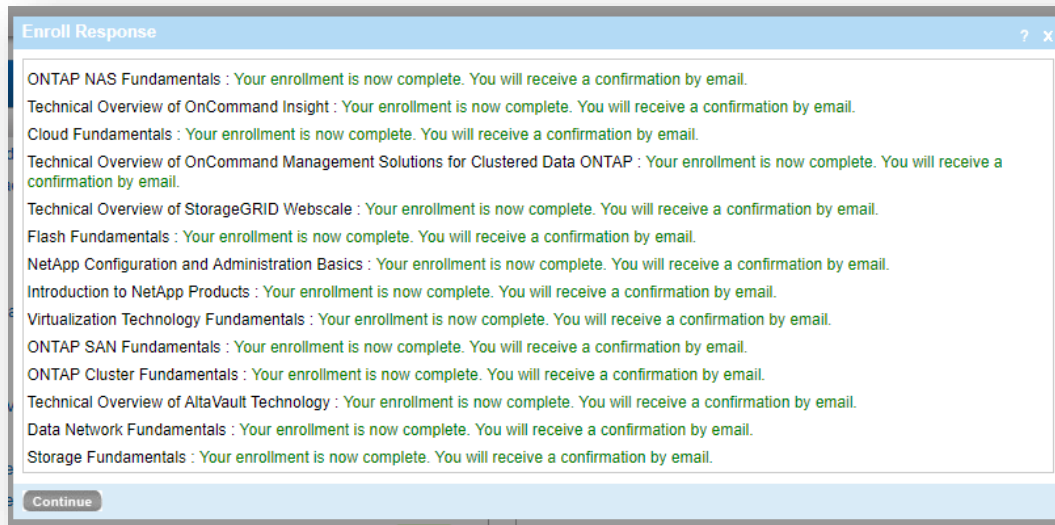 Enroll Response
? X
ONTAP NAS Fundamentals : Your enrollment is now complete. You will receive a confirmation by email.
Technical Overview of OnCommand Insight : Your enrollment is now complete. You will receive a confirmation by email.
Cloud Fundamentals : Your enrollment is now complete. You will receive a confirmation by email.
Technical Overview of OnCommand Management Solutions for Clustered Data ONTAP : Your enrollment is now complete. You will receive a
confirmation by email.
Technical Overview of StorageGRID Webscale : Your enrollment is now complete. You will receive a confirmation by email.
Flash Fundamentals : Your enrollment is now complete. You will receive a confirmation by email.
NetApp Configuration and Administration Basics : Your enrollment is now complete. You will receive a confirmation by email.
Introduction to NetApp Products : Your enrollment is now complete. You will receive a confirmation by email.
Virtualization Technology Fundamentals : Your enrollment is now complete. You will receive a confirmation by email.
ONTAP SAN Fundamentals : Your enrollment is now complete. You will receive a confirmation by email.
ONTAP Cluster Fundamentals : Your enrollment is now complete. You will receive a confirmation by email.
Technical Overview of AltaVault Technology : Your enrollment is now complete. You will receive a confirmation by email.
Data Network Fundamentals : Your enrollment is now complete. You will receive a confirmation by email.
Storage Fundamentals : Your enrollment is now complete. You will receive a confirmation by email.
Continue